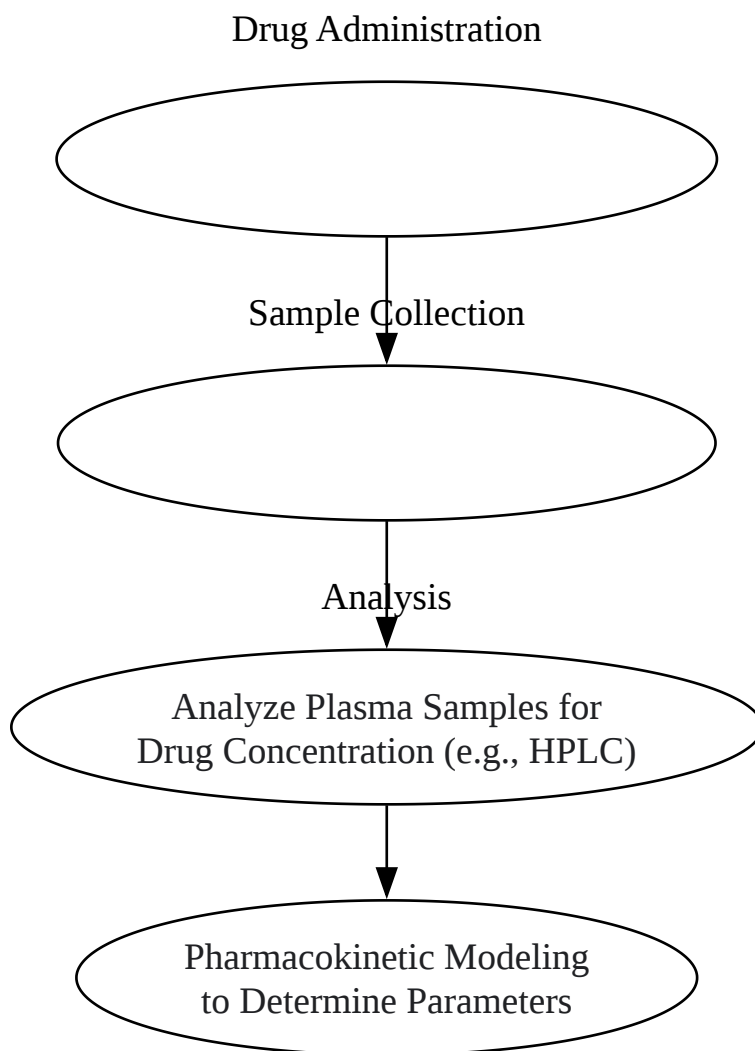 Drug Administration
Sample Collection
Analysis
Analyze Plasma Samples for
Drug Concentration (e.g., HPLC)
Pharmacokinetic Modeling
to Determine Parameters